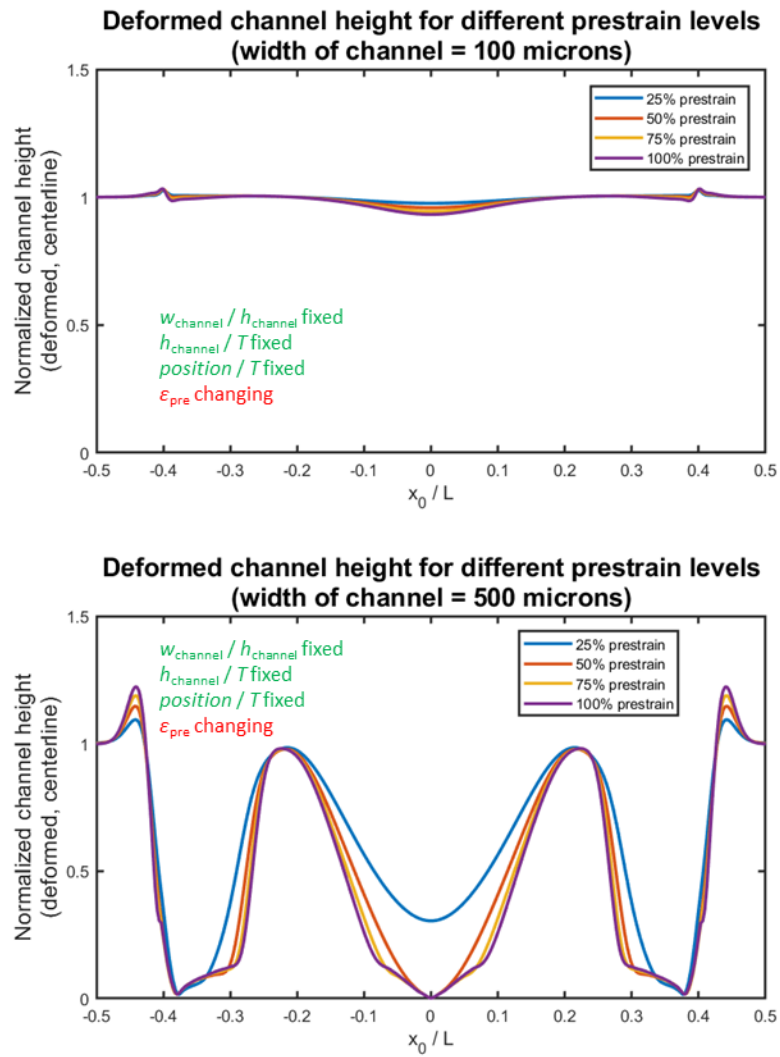 Deformed channel height for different prestrain levels
(width of channel = 100 microns)
1.5
1
0.5
0
Normalized channel height
(deformed, centerline)
25% prestrain
50% prestrain
75% prestrain
100% prestrain
w_channel / h_channel fixed
h_channel / T fixed
position / T fixed
ε_pre changing
-0.5 -0.4 -0.3 -0.2 -0.1 0 0.1 0.2 0.3 0.4 0.5
x_0 / L
Deformed channel height for different prestrain levels
(width of channel = 500 microns)
1.5
1
0.5
0
Normalized channel height
(deformed, centerline)
w_channel / h_channel fixed
h_channel / T fixed
position / T fixed
ε_pre changing
25% prestrain
50% prestrain
75% prestrain
100% prestrain
-0.5 -0.4 -0.3 -0.2 -0.1 0 0.1 0.2 0.3 0.4 0.5
x_0 / L